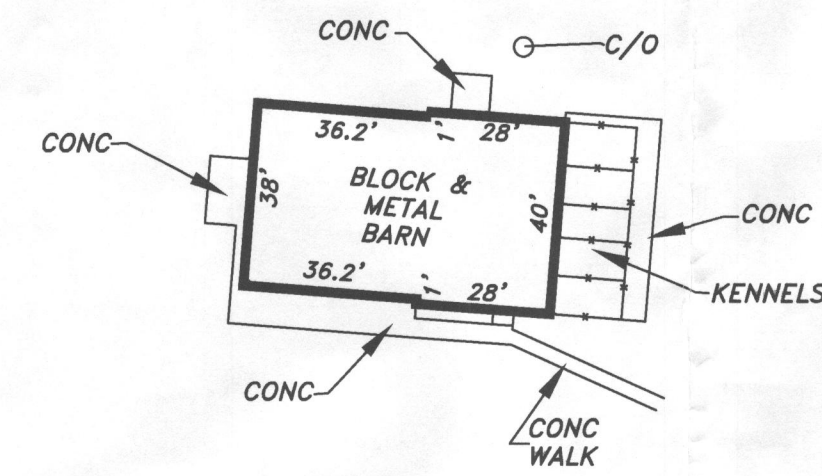 CONC
C/O
CONC
36.2'
1'
28'
BLOCK &
METAL
BARN
38'
40'
CONC
KENNELS
36.2'
1'
28'
CONC
CONC
WALK